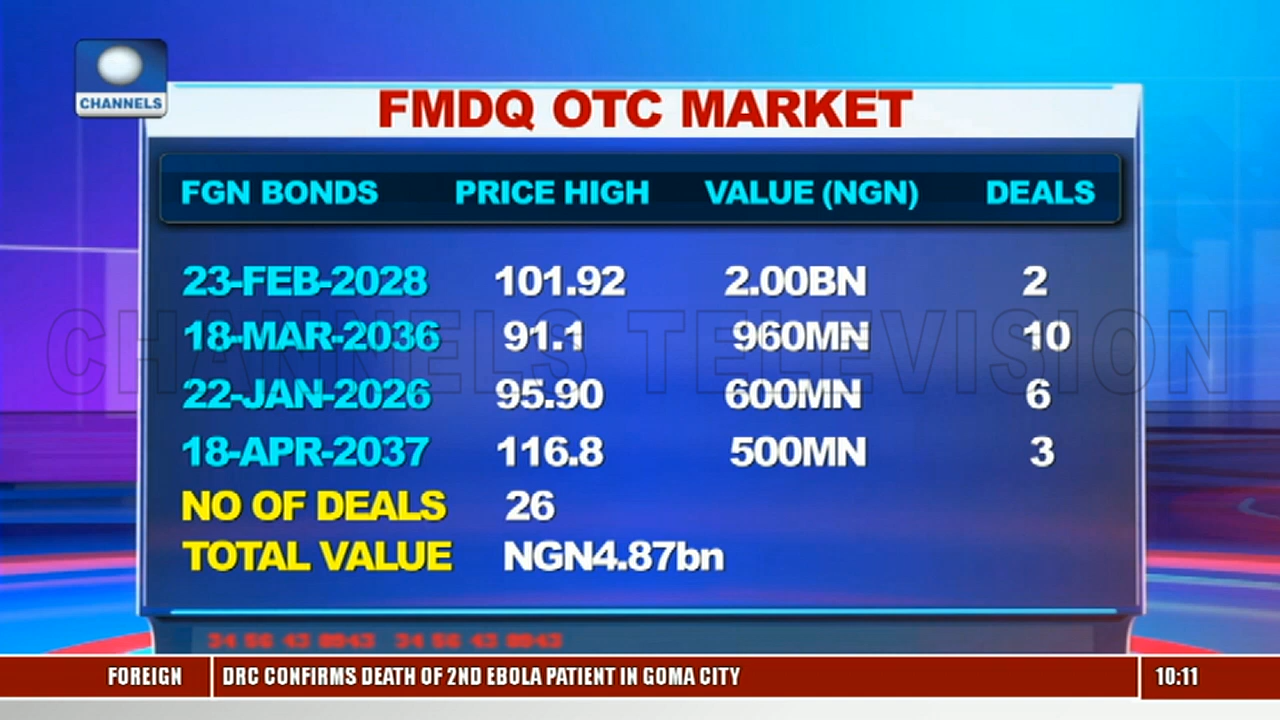 CHANNELS
FMDQ OTC MARKET
FGN BONDS PRICE HIGH VALUE (NGN) DEALS
23-FEB-2028 101.92 2.00BN 2
18-MAR-2036 91.1 960MN 10
CHANNELS TELEVISION
22-JAN-2026 95.90 600MN 6
18-APR-2037 116.8 500MN 3
NO OF DEALS 26
TOTAL VALUE NGN4.87bn
FOREIGN DRC CONFIRMS DEATH OF 2ND EBOLA PATIENT IN GOMA CITY 10:11